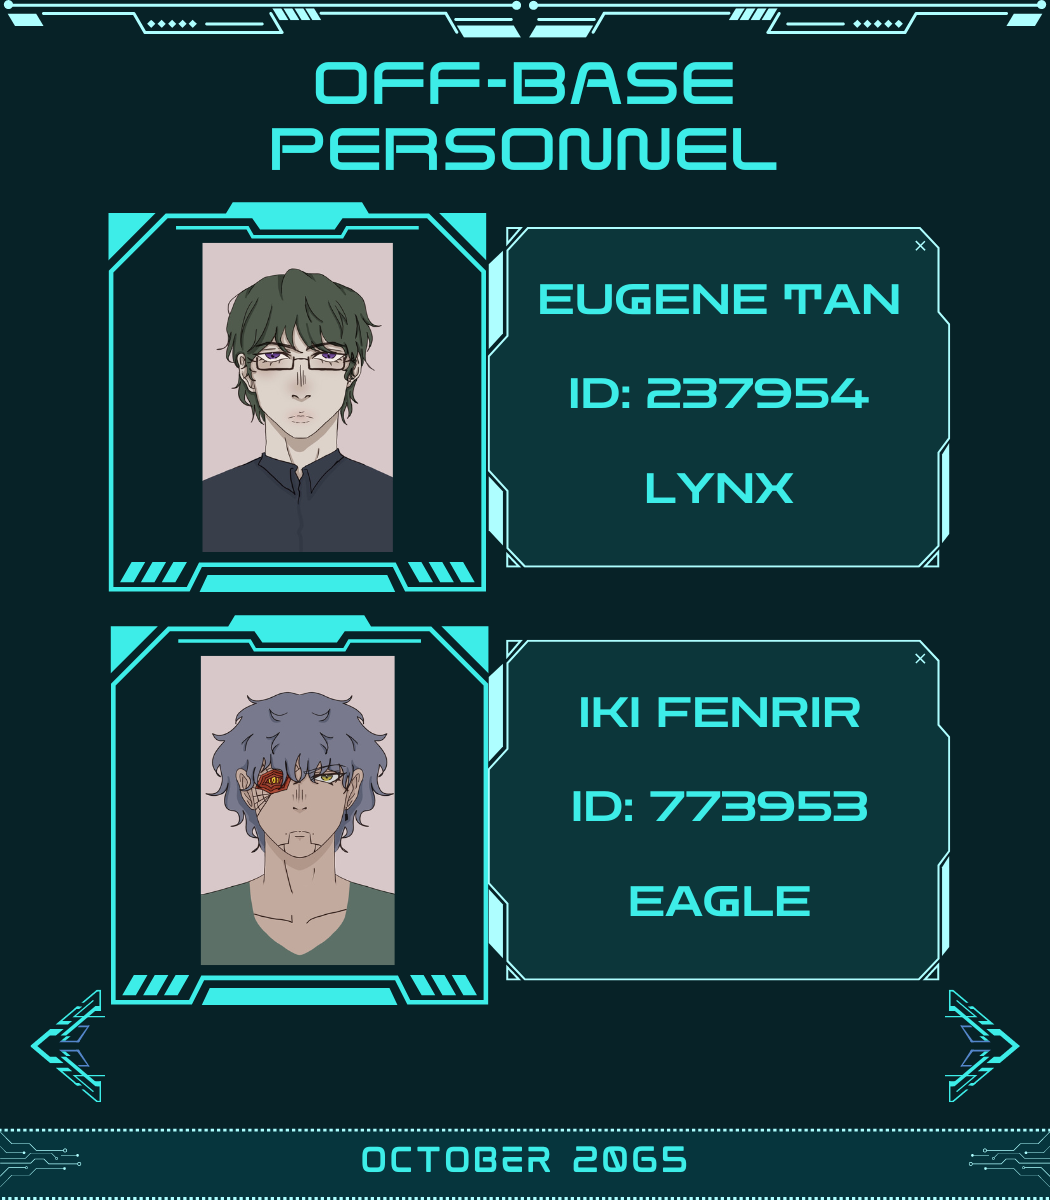 OFF-BASE
PERSONNEL
EUGENE TAN
ID: 237954
LYNX
IKI FENRIR
ID: 773953
EAGLE
OCTOBER 2065